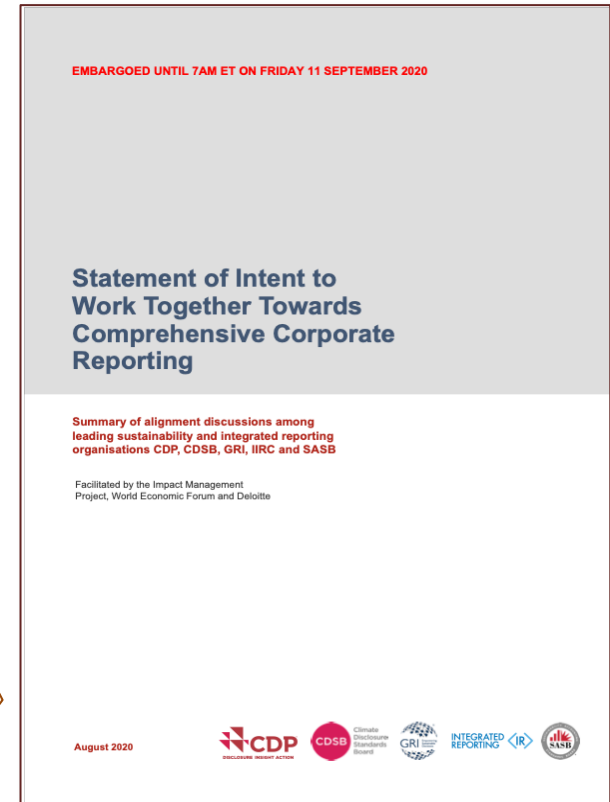 EMBARGOED UNTIL 7AM ET ON FRIDAY 11 SEPTEMBER 2020
Statement of Intent to
Work Together Towards
Comprehensive Corporate
Reporting
Summary of alignment discussions among
leading sustainability and integrated reporting
organisations CDP, CDSB, GRI, IIRC and SASB
Facilitated by the Impact Management
Project, World Economic Forum and Deloitte
August 2020
CDP
DISCLOSURE INSIGHT ACTION
CDSB
Climate
Disclosure
Standards
Board
GRI
INTEGRATED
REPORTING
<IR>
SASB